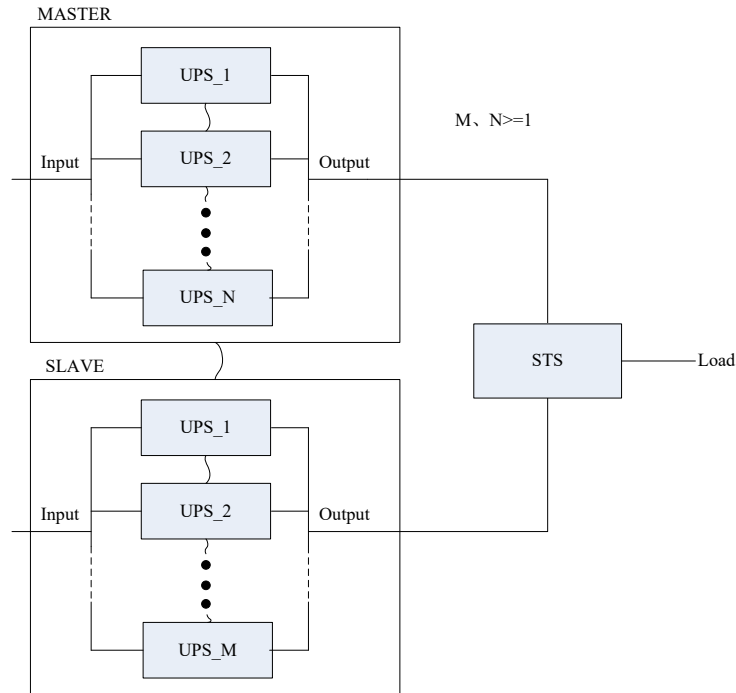 MASTER
UPS_1
M、N>=1
Input
UPS_2
Output
UPS_N
STS
Load
SLAVE
UPS_1
Input
UPS_2
Output
UPS_M